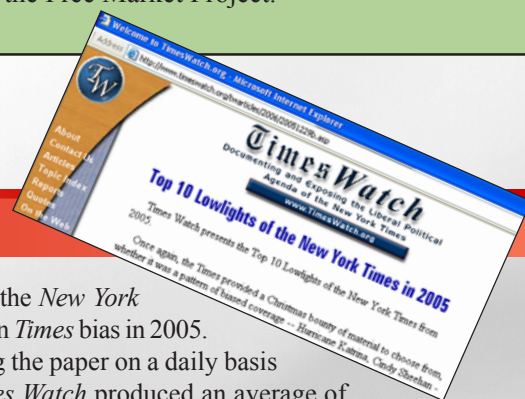 the Free Market Project.
Welcome to TimesWatch.org - Microsoft Internet Explorer
Address http://www.timeswatch.org/twarticles/2006/20051229b.asp
TW
About
Contact Us
Articles
Topic Index
Reports
Quotes
On the Web
TimesWatch
Documenting and Exposing the Liberal Political
Agenda of the New York Times
www.TimesWatch.org
Top 10 Lowlights of the New York Times in 2005
Times Watch presents the Top 10 Lowlights of the New York Times from
2005.
Once again, the Times provided a Christmas bounty of material to choose from,
whether it was a pattern of biased coverage -- Hurricane Katrina, Cindy Sheehan -
the New York
n Times bias in 2005.
g the paper on a daily basis
es Watch produced an average of